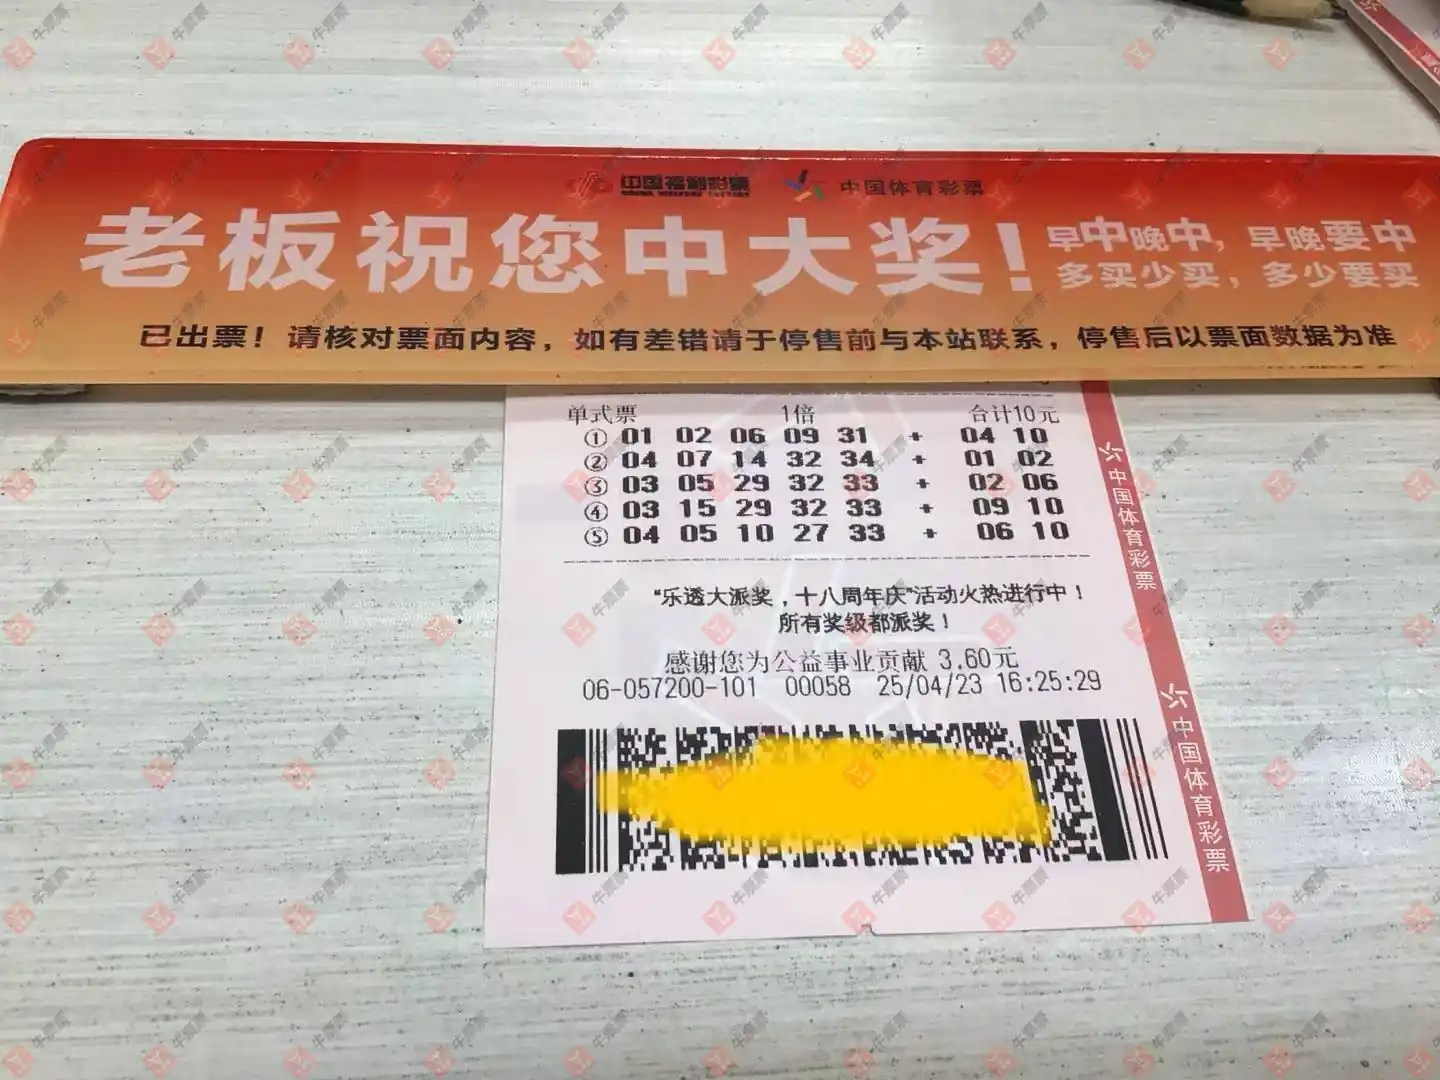 中国福利彩票 中国体育彩票
老板祝您中大奖！ 早中晚中，早晚要中
多买少买，多少要买
已出票！请核对票面内容，如有差错请于停售前与本站联系，停售后以票面数据为准
单式票 1倍 合计10元
① 01 02 06 09 31 + 04 10
② 04 07 14 32 34 + 01 02
③ 03 05 29 32 33 + 02 06
④ 03 15 29 32 33 + 09 10
⑤ 04 05 10 27 33 + 06 10
“乐透大派奖，十八周年庆”活动火热进行中！
所有奖级都派奖！
感谢您为公益事业贡献 3.60元
06-057200-101 00058 25/04/23 16:25:29
中国体育彩票
中国体育彩票